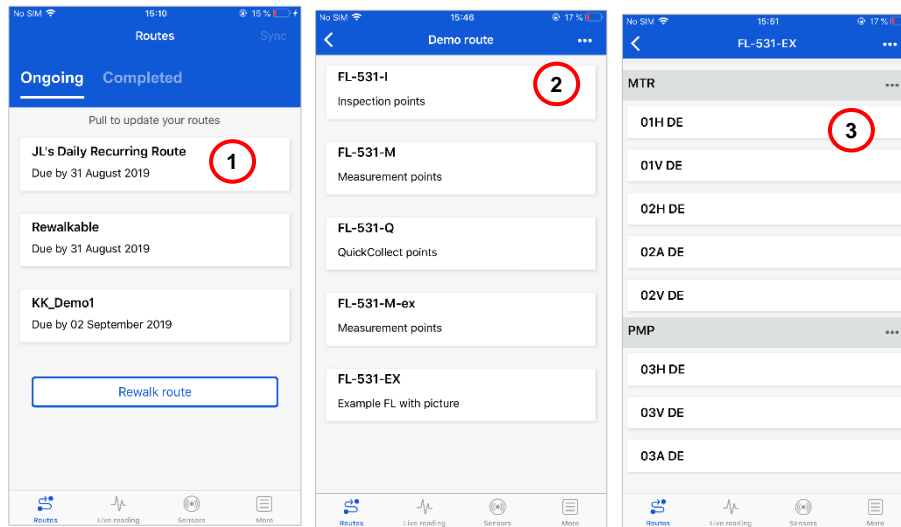 No SIM 15:10 15 %
Routes Sync
Ongoing Completed
Pull to update your routes
JL's Daily Recurring Route
Due by 31 August 2019
1
Rewalkable
Due by 31 August 2019
KK_Demo1
Due by 02 September 2019
Rewalk route
Routes Live reading Sensors More
No SIM 15:46 17 %
Demo route
FL-531-I
Inspection points
2
FL-531-M
Measurement points
FL-531-Q
QuickCollect points
FL-531-M-ex
Measurement points
FL-531-EX
Example FL with picture
Routes Live reading Sensors More
No SIM 15:51 17 %
FL-531-EX
MTR
01H DE
3
01V DE
02H DE
02A DE
02V DE
PMP
03H DE
03V DE
03A DE
Routes Live reading Sensors More